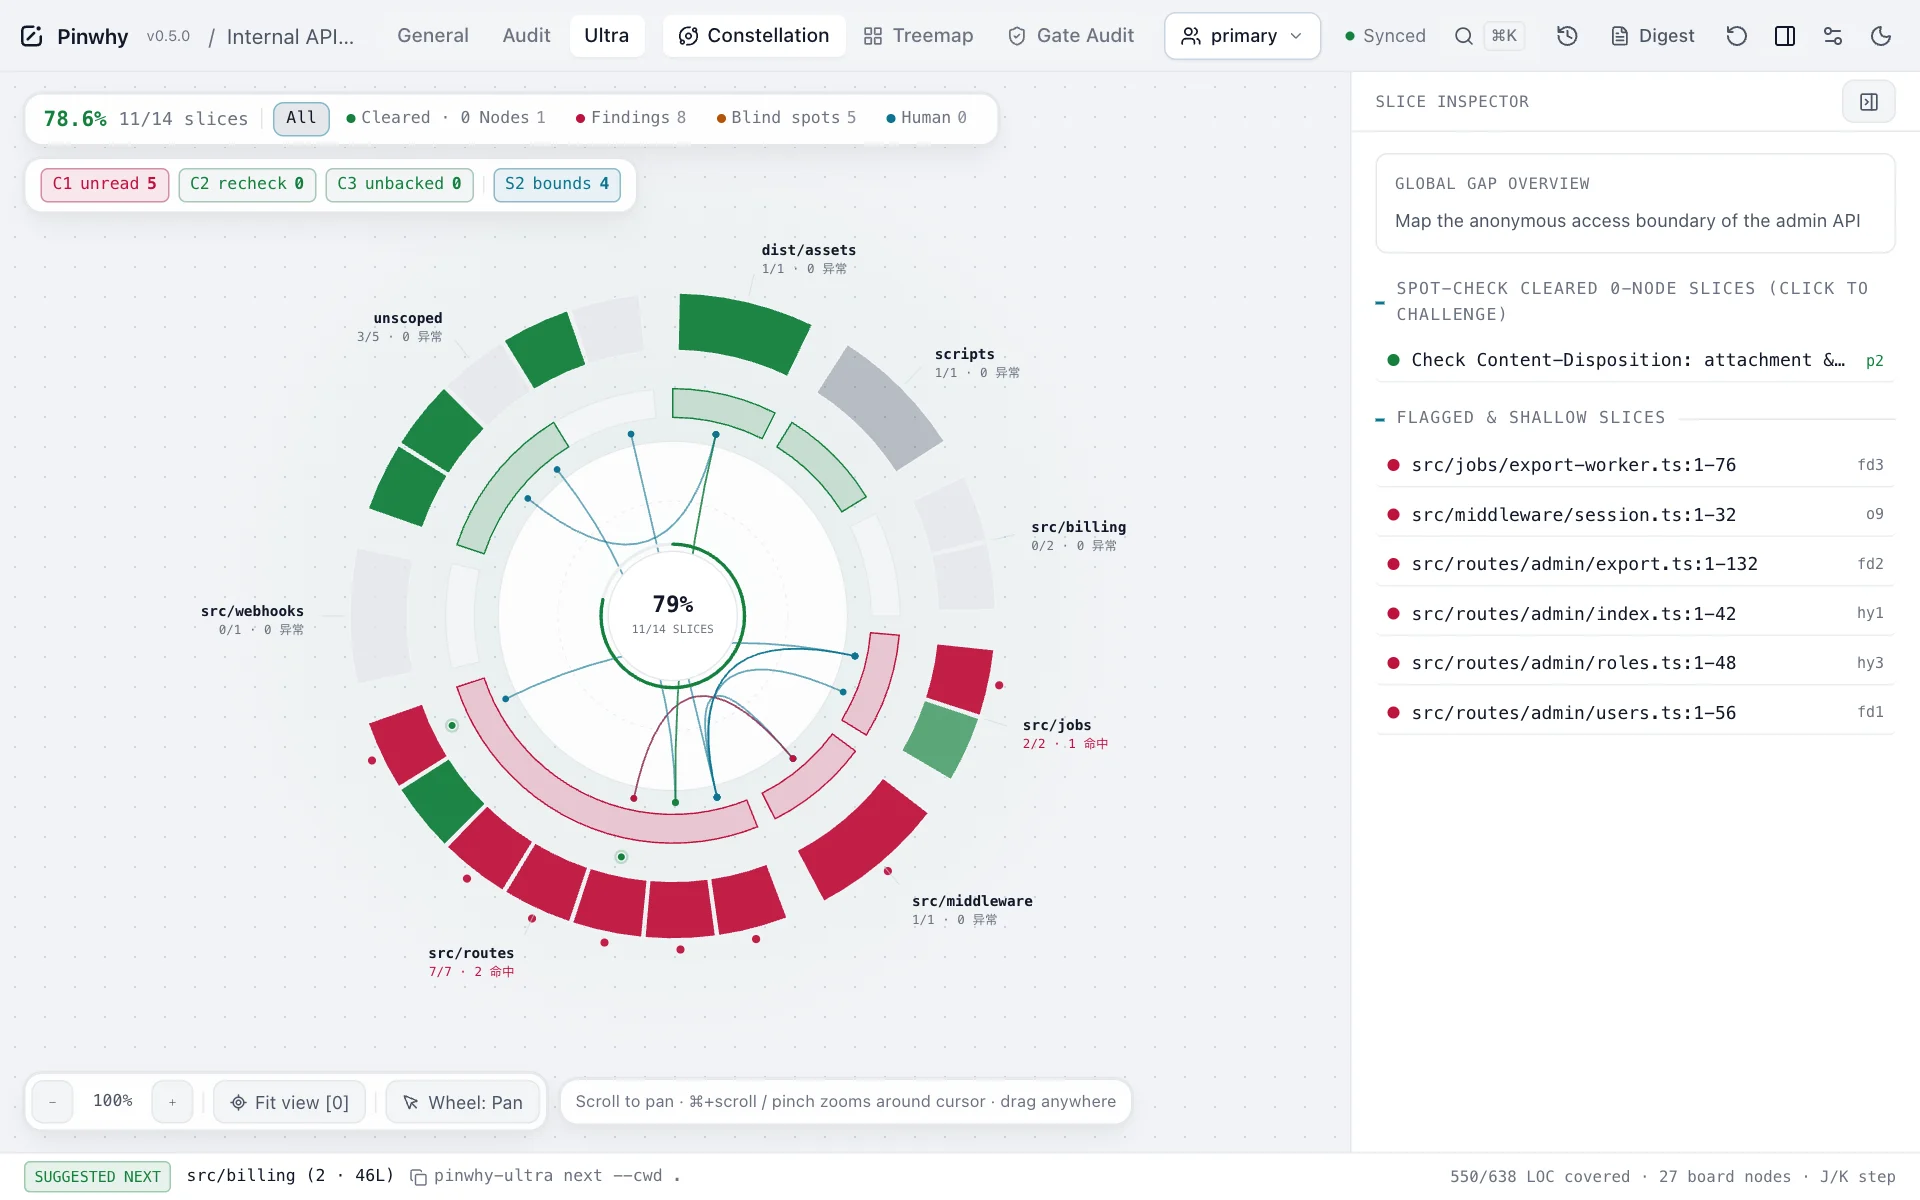 Pinwhy v0.5.0 / Internal API... General Audit Ultra Constellation Treemap Gate Audit primary Synced ⌘K Digest
78.6% 11/14 slices All Cleared · 0 Nodes 1 Findings 8 Blind spots 5 Human 0
C1 unread 5 C2 recheck 0 C3 unbacked 0 S2 bounds 4
dist/assets
1/1 · 0 异常
unscoped
3/5 · 0 异常
scripts
1/1 · 0 异常
src/billing
0/2 · 0 异常
src/webhooks
0/1 · 0 异常
79%
11/14 SLICES
src/jobs
2/2 · 1 命中
src/middleware
1/1 · 0 异常
src/routes
7/7 · 2 命中
− 100% + Fit view [0] Wheel: Pan
Scroll to pan · ⌘+scroll / pinch zooms around cursor · drag anywhere
SLICE INSPECTOR
GLOBAL GAP OVERVIEW
Map the anonymous access boundary of the admin API
SPOT-CHECK CLEARED 0-NODE SLICES (CLICK TO
CHALLENGE)
Check Content-Disposition: attachment &… p2
FLAGGED & SHALLOW SLICES
src/jobs/export-worker.ts:1-76 fd3
src/middleware/session.ts:1-32 o9
src/routes/admin/export.ts:1-132 fd2
src/routes/admin/index.ts:1-42 hy1
src/routes/admin/roles.ts:1-48 hy3
src/routes/admin/users.ts:1-56 fd1
SUGGESTED NEXT src/billing (2 · 46L) pinwhy-ultra next --cwd .
550/638 LOC covered · 27 board nodes · J/K step